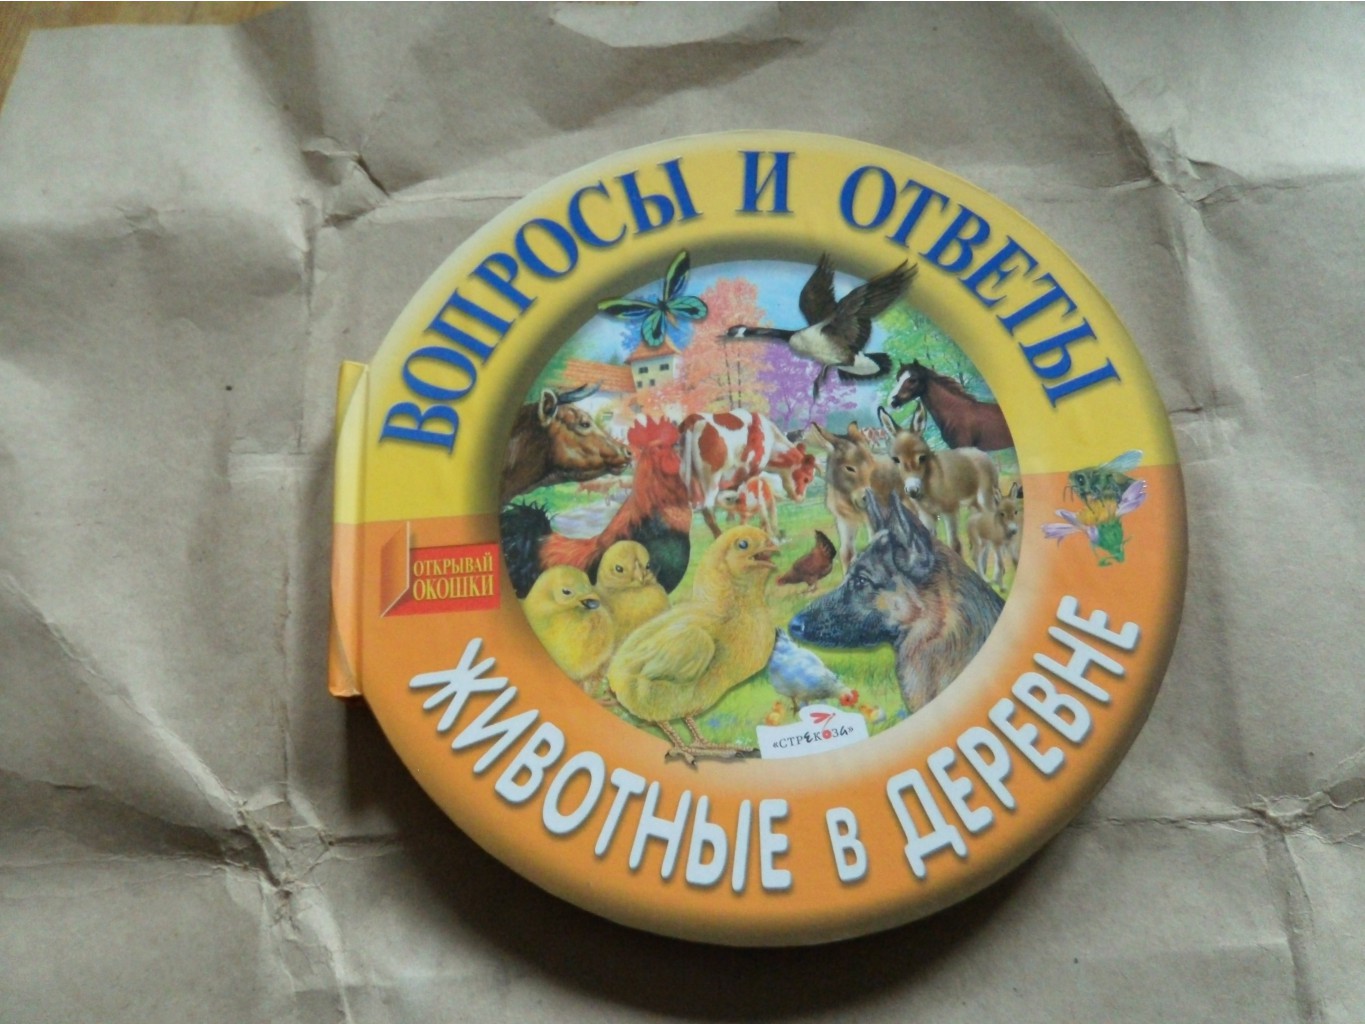 ВОПРОСЫ И ОТВЕТЫ
ОТКРЫВАЙ
ОКОШКИ
«СТРЕКОЗА»
ЖИВОТНЫЕ В ДЕРЕВНЕ